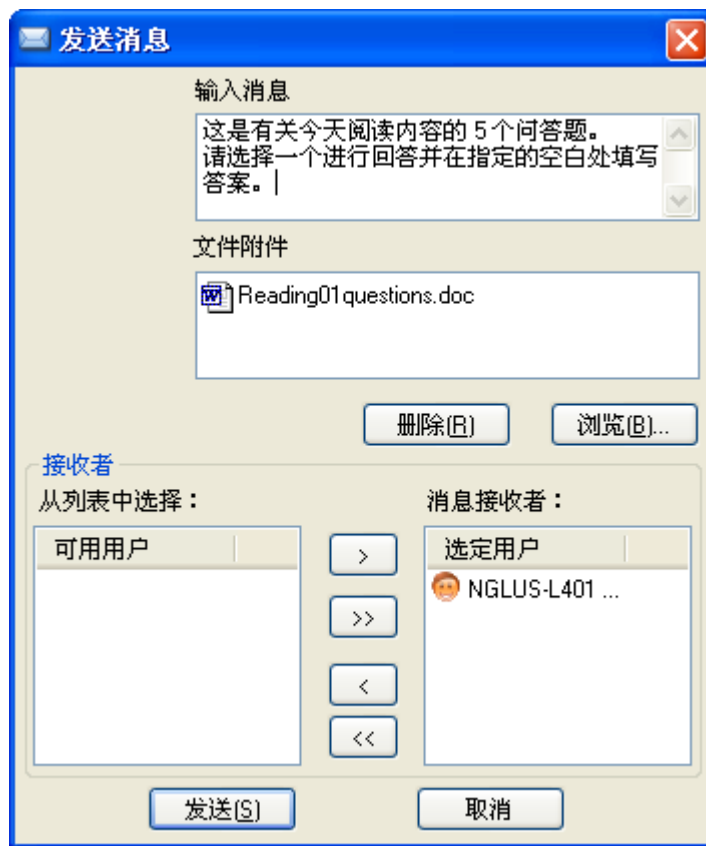 发送消息
输入消息
这是有关今天阅读内容的 5个问答题。
请选择一个进行回答并在指定的空白处填写
答案。
文件附件
Reading01questions.doc
删除(R)
浏览(B)...
接收者
从列表中选择：
消息接收者：
可用用户
选定用户
>
NGLUS-L401 ...
>>
<
<<
发送(S)
取消